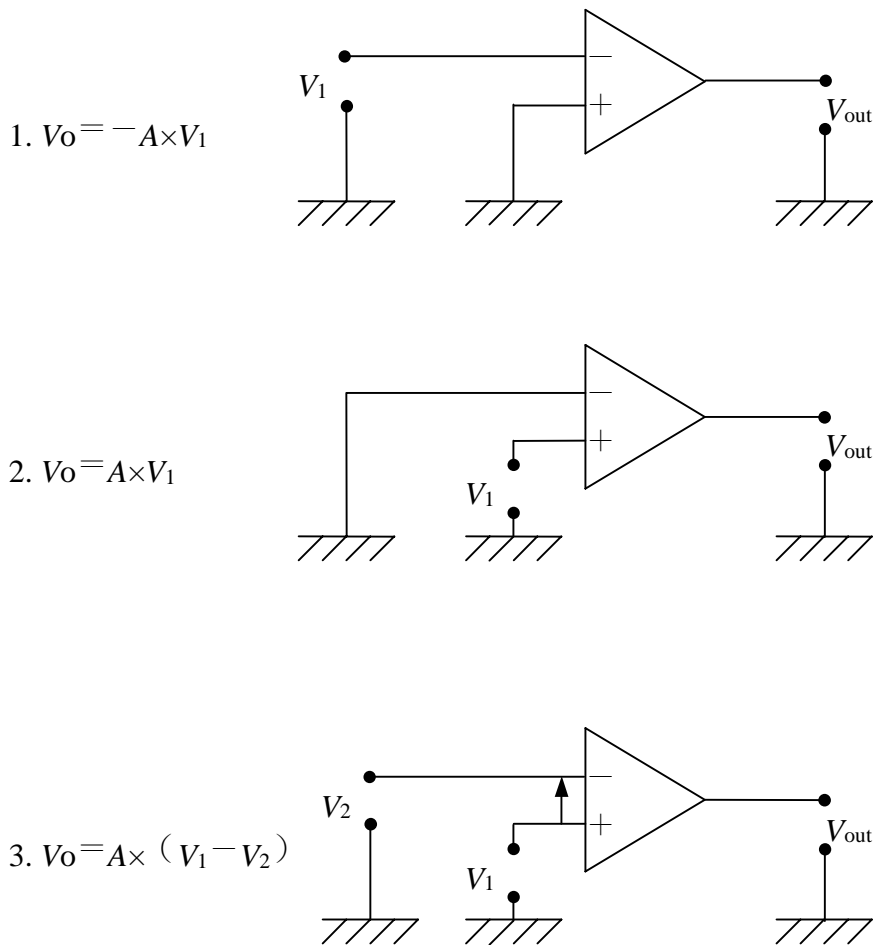 V₁
−
+
Vout
1. Vo＝−A×V₁
−
+
Vout
2. Vo＝A×V₁
V₁
−
V₂
+
Vout
3. Vo＝A×（V₁−V₂）
V₁